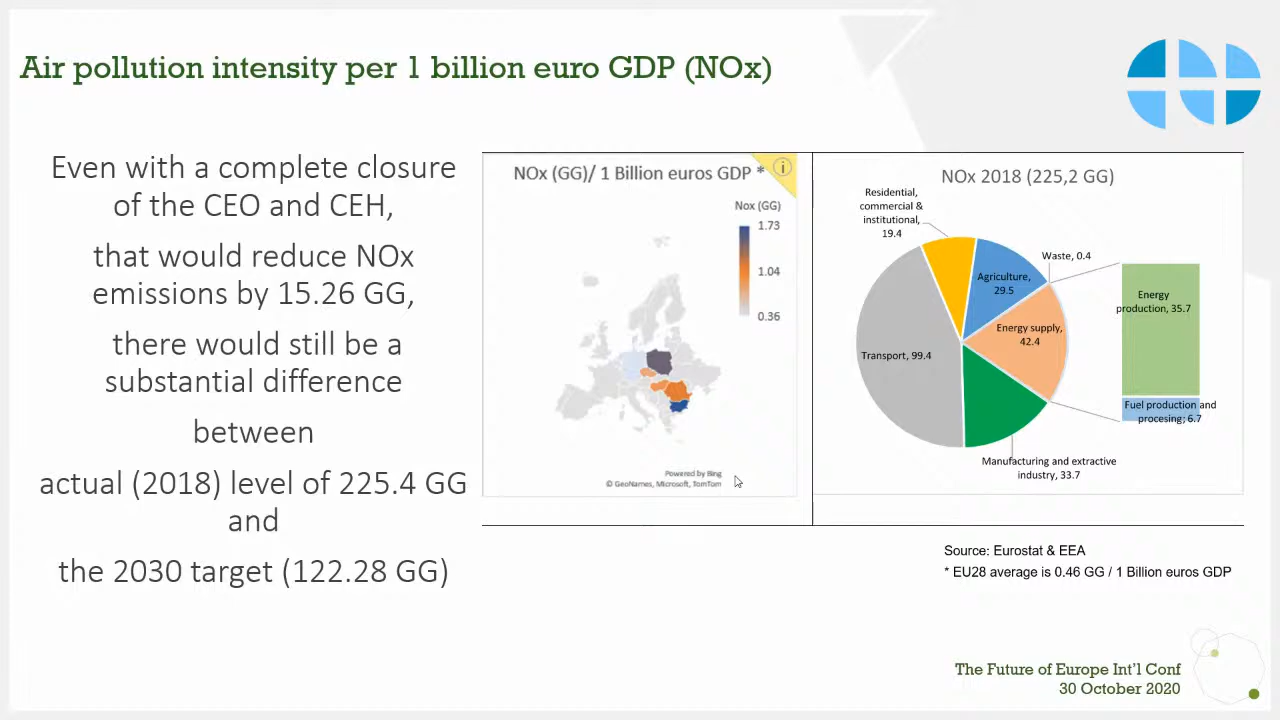 Air pollution intensity per 1 billion euro GDP (NOx)
Even with a complete closure
of the CEO and CEH,
that would reduce NOx
emissions by 15.26 GG,
there would still be a
substantial difference
between
actual (2018) level of 225.4 GG
and
the 2030 target (122.28 GG)
NOx (GG)/ 1 Billion euros GDP *
i
Nox (GG)
1.73
1.04
0.36
Powered by Bing
© GeoNames, Microsoft, TomTom
NOx 2018 (225,2 GG)
Residential,
commercial &
institutional,
19.4
Agriculture,
29.5
Waste, 0.4
Energy supply,
42.4
Transport, 99.4
Manufacturing and extractive
industry, 33.7
Energy
production, 35.7
Fuel production and
procesing; 6.7
Source: Eurostat & EEA
* EU28 average is 0.46 GG / 1 Billion euros GDP
The Future of Europe Int'l Conf
30 October 2020